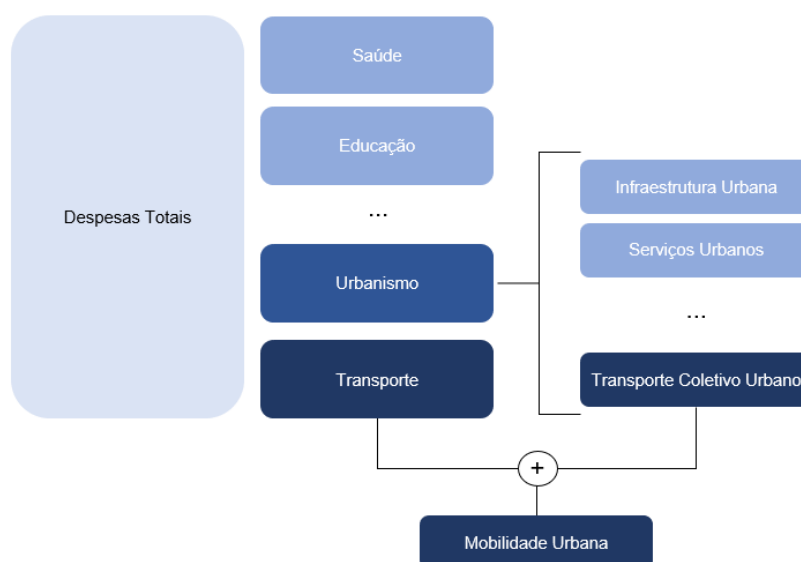 Despesas Totais
Saúde
Educação
...
Urbanismo
Transporte
Infraestrutura Urbana
Serviços Urbanos
...
Transporte Coletivo Urbano
+
Mobilidade Urbana